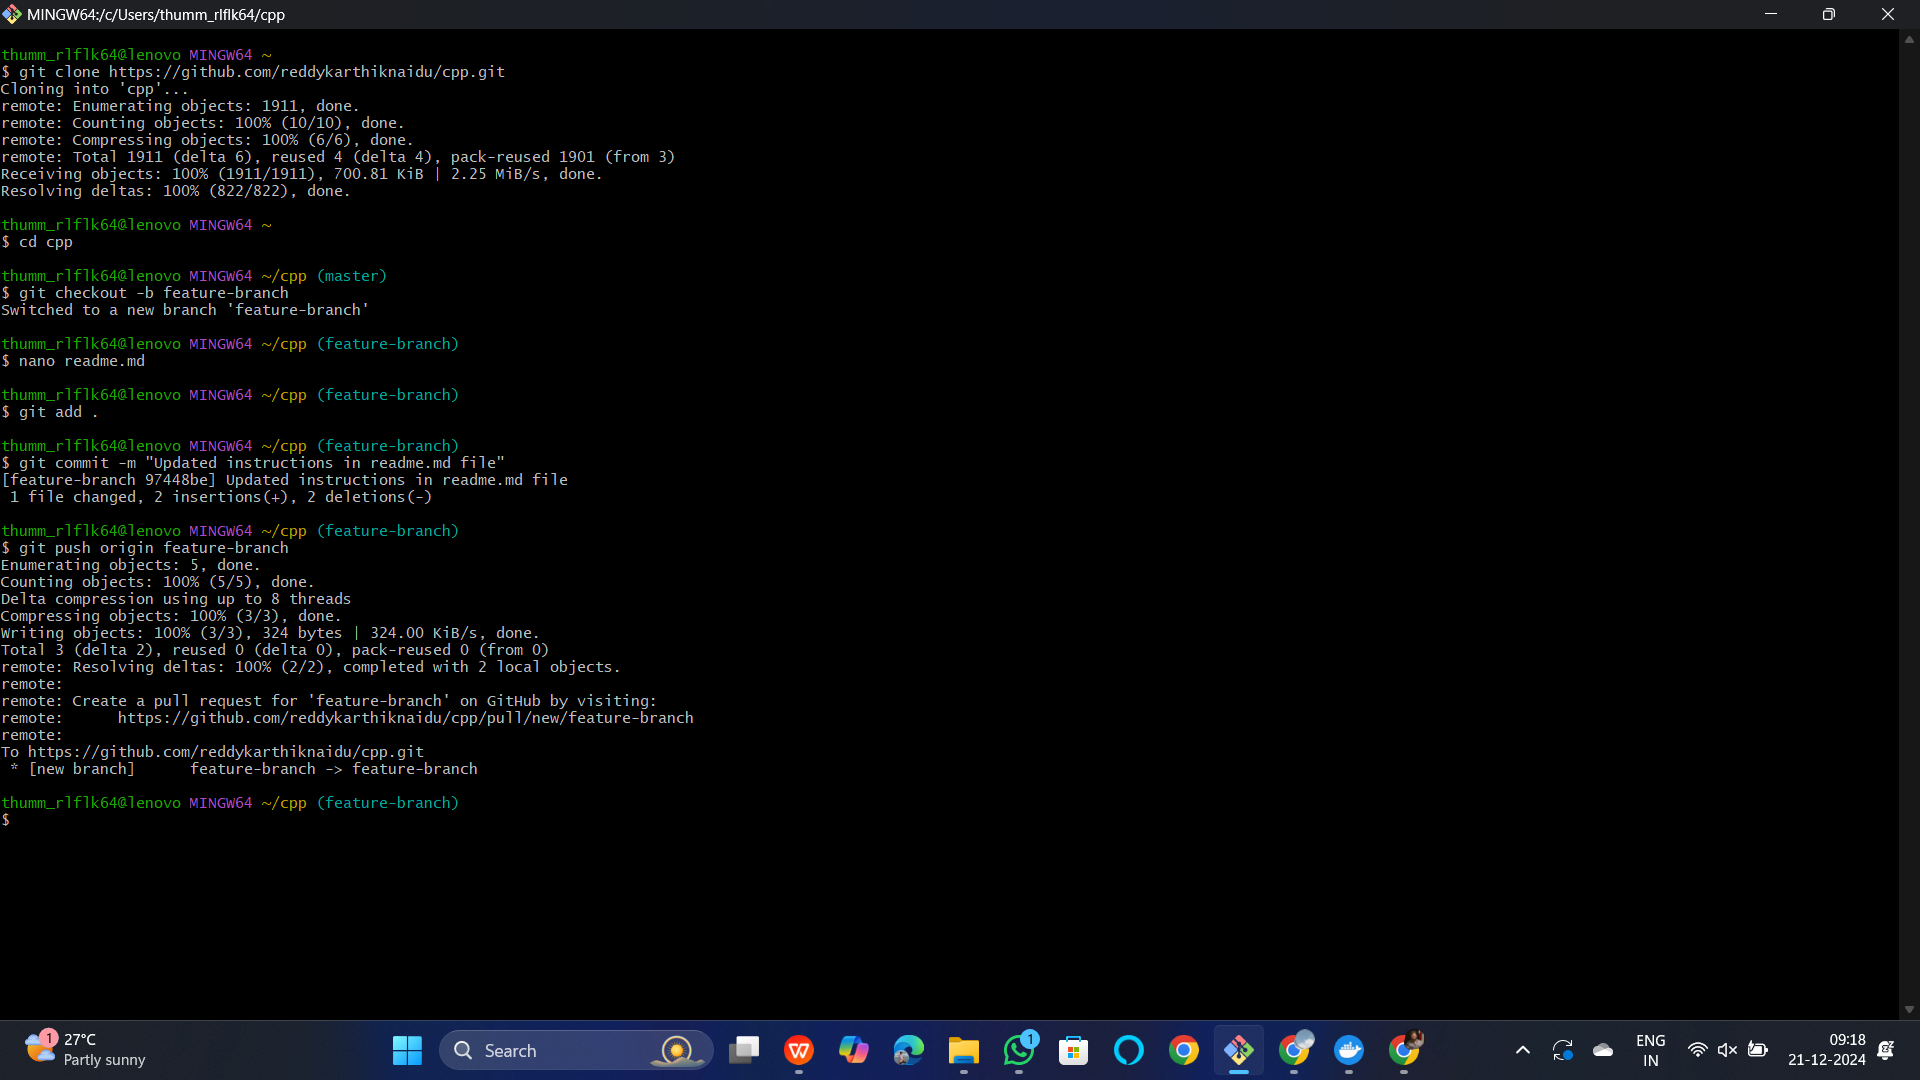 MINGW64:/c/Users/thumm_rlflk64/cpp
thumm_rlflk64@lenovo MINGW64 ~
$ git clone https://github.com/reddykarthiknaidu/cpp.git
Cloning into 'cpp'...
remote: Enumerating objects: 1911, done.
remote: Counting objects: 100% (10/10), done.
remote: Compressing objects: 100% (6/6), done.
remote: Total 1911 (delta 6), reused 4 (delta 4), pack-reused 1901 (from 3)
Receiving objects: 100% (1911/1911), 700.81 KiB | 2.25 MiB/s, done.
Resolving deltas: 100% (822/822), done.
thumm_rlflk64@lenovo MINGW64 ~
$ cd cpp
thumm_rlflk64@lenovo MINGW64 ~/cpp (master)
$ git checkout -b feature-branch
Switched to a new branch 'feature-branch'
thumm_rlflk64@lenovo MINGW64 ~/cpp (feature-branch)
$ nano readme.md
thumm_rlflk64@lenovo MINGW64 ~/cpp (feature-branch)
$ git add .
thumm_rlflk64@lenovo MINGW64 ~/cpp (feature-branch)
$ git commit -m "Updated instructions in readme.md file"
[feature-branch 97448be] Updated instructions in readme.md file
1 file changed, 2 insertions(+), 2 deletions(-)
thumm_rlflk64@lenovo MINGW64 ~/cpp (feature-branch)
$ git push origin feature-branch
Enumerating objects: 5, done.
Counting objects: 100% (5/5), done.
Delta compression using up to 8 threads
Compressing objects: 100% (3/3), done.
Writing objects: 100% (3/3), 324 bytes | 324.00 KiB/s, done.
Total 3 (delta 2), reused 0 (delta 0), pack-reused 0 (from 0)
remote: Resolving deltas: 100% (2/2), completed with 2 local objects.
remote:
remote: Create a pull request for 'feature-branch' on GitHub by visiting:
remote:      https://github.com/reddykarthiknaidu/cpp/pull/new/feature-branch
remote:
To https://github.com/reddykarthiknaidu/cpp.git
* [new branch]      feature-branch -> feature-branch
thumm_rlflk64@lenovo MINGW64 ~/cpp (feature-branch)
$
1
27°C
Partly sunny
Search
W
1
ENG
IN
09:18
21-12-2024